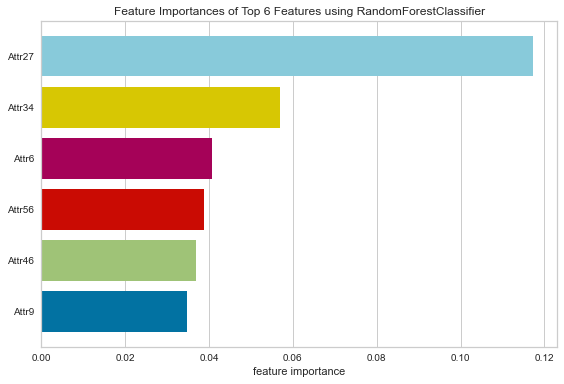 Feature Importances of Top 6 Features using RandomForestClassifier
Attr27
Attr34
Attr6
Attr56
Attr46
Attr9
0.00 0.02 0.04 0.06 0.08 0.10 0.12
feature importance